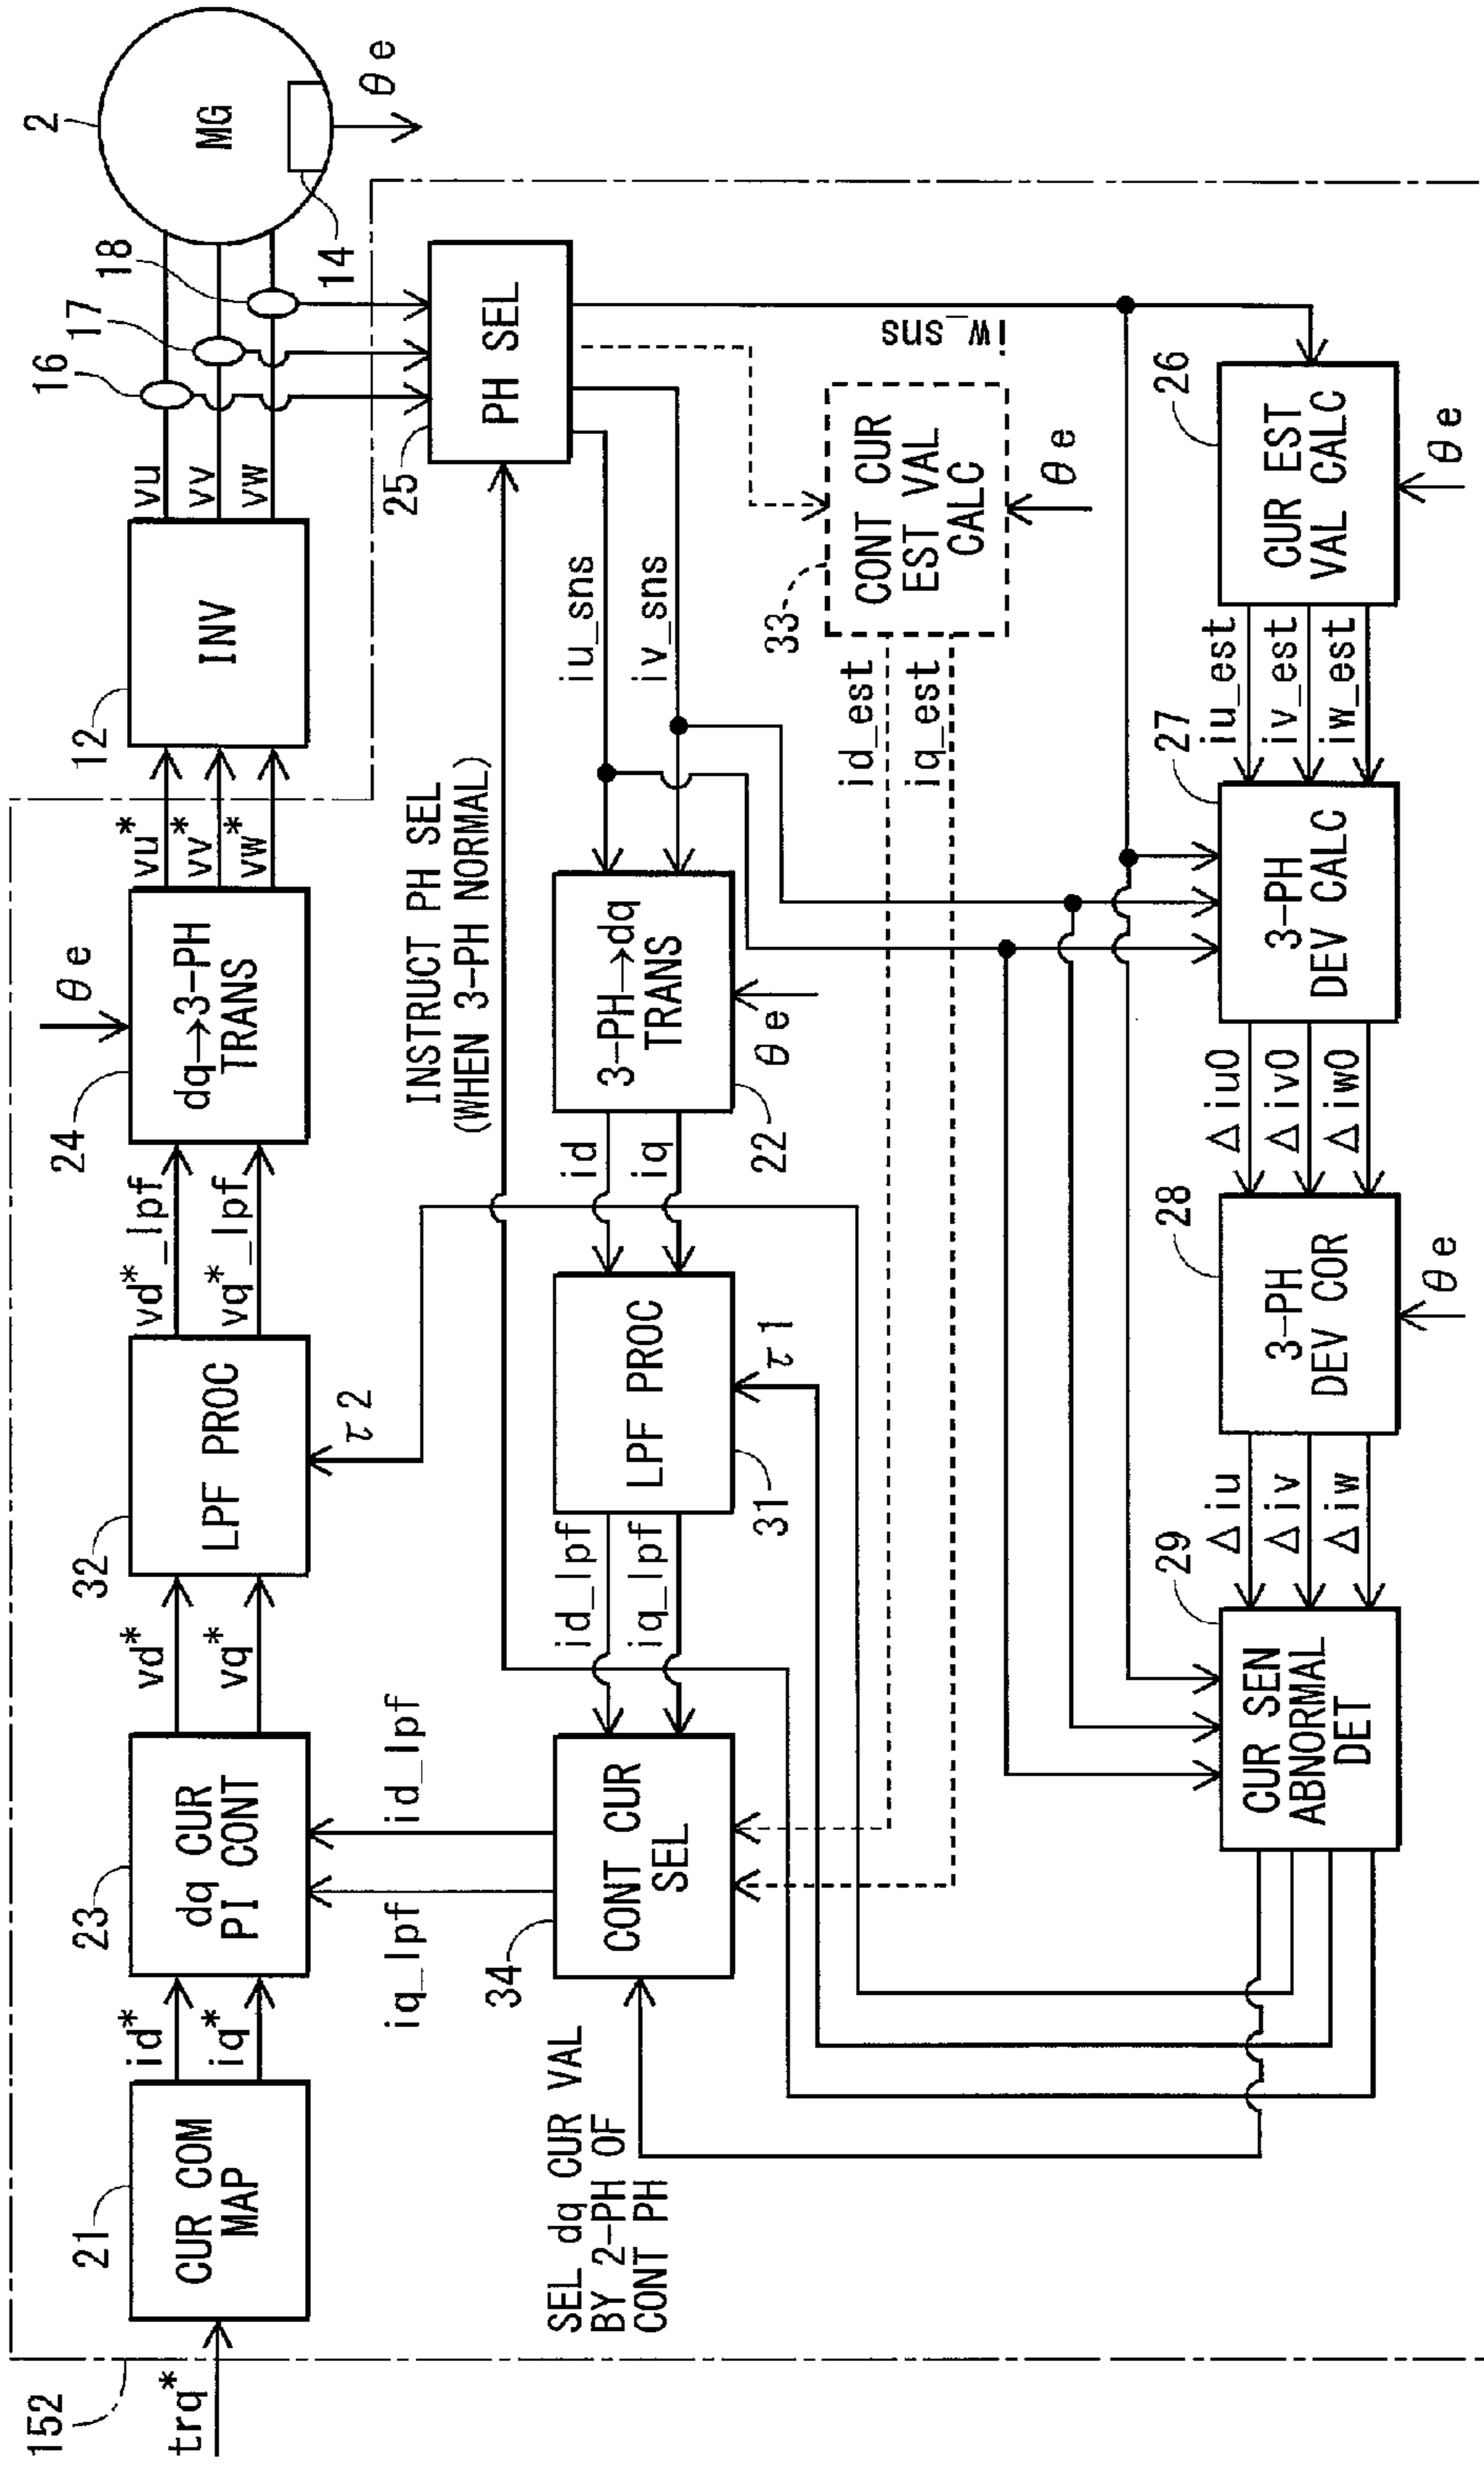 152
trq*
21
CUR COM
MAP
id*
iq*
23
dq CUR
PI CONT
vd*
vq*
32
LPF PROC
τ2
vd*_lpf
vq*_lpf
24
dq→3-PH
TRANS
θe
vu*
vv*
vw*
12
INV
vu
vv
vw
16
17
18
2
MG
14
θe
iq_lpf
id_lpf
INSTRUCT PH SEL
(WHEN 3-PH NORMAL)
25
PH SEL
SEL dq CUR VAL
BY 2-PH OF
CONT PH
34
CONT CUR
SEL
id_lpf
iq_lpf
31
LPF PROC
τ1
id
iq
22
3-PH→dq
TRANS
θe
iu_sns
iv_sns
id_est
iq_est
33
CONT CUR
EST VAL
CALC
θe
iw_sns
29
CUR SEN
ABNORMAL
DET
Δiu
Δiv
Δiw
28
3-PH
DEV COR
θe
Δiu0
Δiv0
Δiw0
27
3-PH
DEV CALC
iu_est
iv_est
iw_est
26
CUR EST
VAL CALC
θe